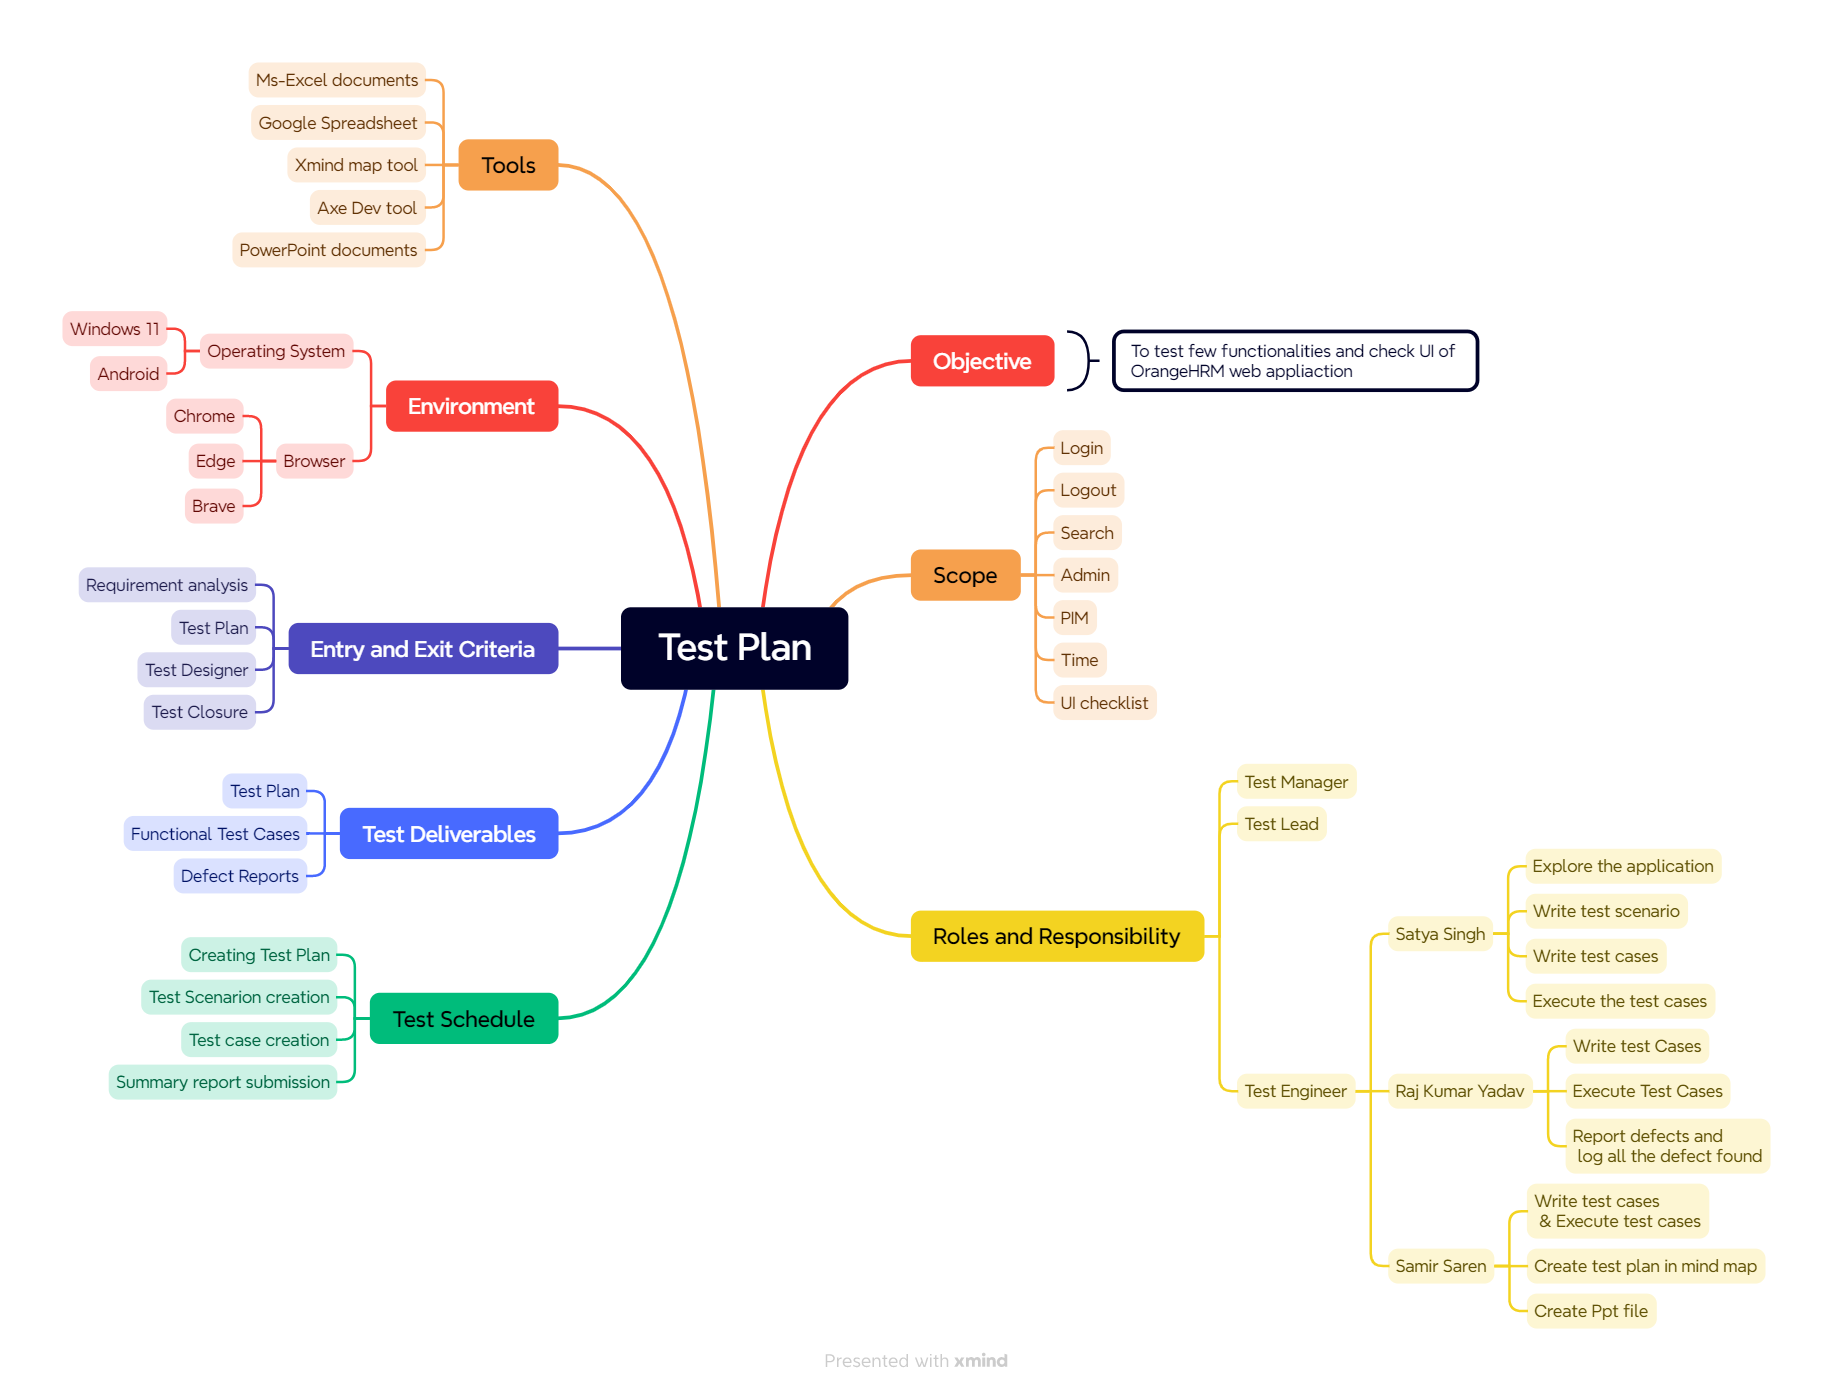 Ms-Excel documents
Google Spreadsheet
Xmind map tool
Axe Dev tool
PowerPoint documents
Tools
Windows 11
Android
Operating System
Chrome
Edge
Brave
Browser
Environment
Requirement analysis
Test Plan
Test Designer
Test Closure
Entry and Exit Criteria
Test Plan
Functional Test Cases
Defect Reports
Test Deliverables
Creating Test Plan
Test Scenarion creation
Test case creation
Summary report submission
Test Schedule
Test Plan
Objective
To test few functionalities and check UI of
OrangeHRM web appliaction
Scope
Login
Logout
Search
Admin
PIM
Time
UI checklist
Roles and Responsibility
Test Manager
Test Lead
Test Engineer
Satya Singh
Explore the application
Write test scenario
Write test cases
Execute the test cases
Raj Kumar Yadav
Write test Cases
Execute Test Cases
Report defects and
log all the defect found
Samir Saren
Write test cases
& Execute test cases
Create test plan in mind map
Create Ppt file
Presented with xmind